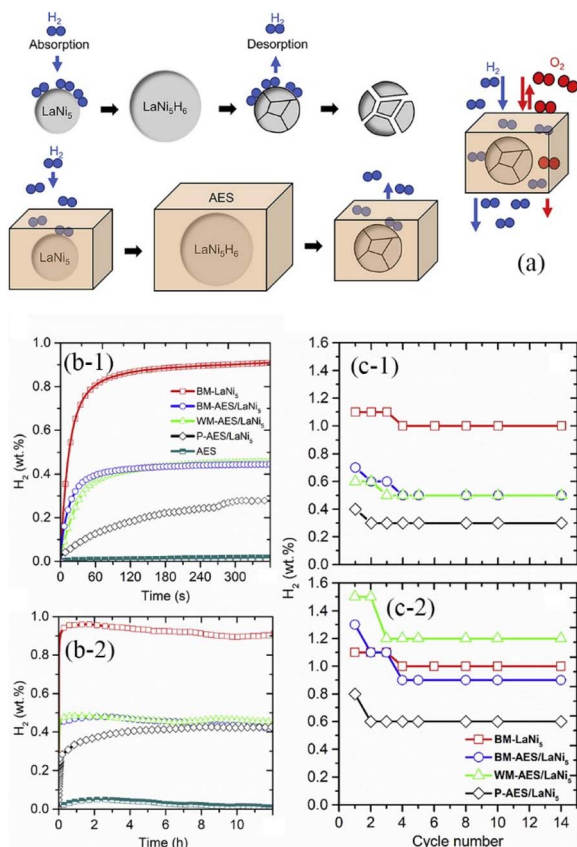 H₂
Absorption
LaNi₅
LaNi₅H₆
H₂
Desorption
H₂
O₂
H₂
LaNi₅
AES
LaNi₅H₆
(a)
(b-1)
1.0
0.8
0.6
0.4
0.2
0.0
H₂ (wt.%)
BM-LaNi₅
BM-AES/LaNi₅
WM-AES/LaNi₅
P-AES/LaNi₅
AES
0 60 120 180 240 300
Time (s)
(c-1)
1.6
1.4
1.2
1.0
0.8
0.6
0.4
0.2
0.0
H₂ (wt.%)
(b-2)
1.0
0.8
0.6
0.4
0.2
0.0
H₂ (wt.%)
0 2 4 6 8 10
Time (h)
(c-2)
1.6
1.4
1.2
1.0
0.8
0.6
0.4
0.2
0.0
BM-LaNi₅
BM-AES/LaNi₅
WM-AES/LaNi₅
P-AES/LaNi₅
0 2 4 6 8 10 12 14
Cycle number